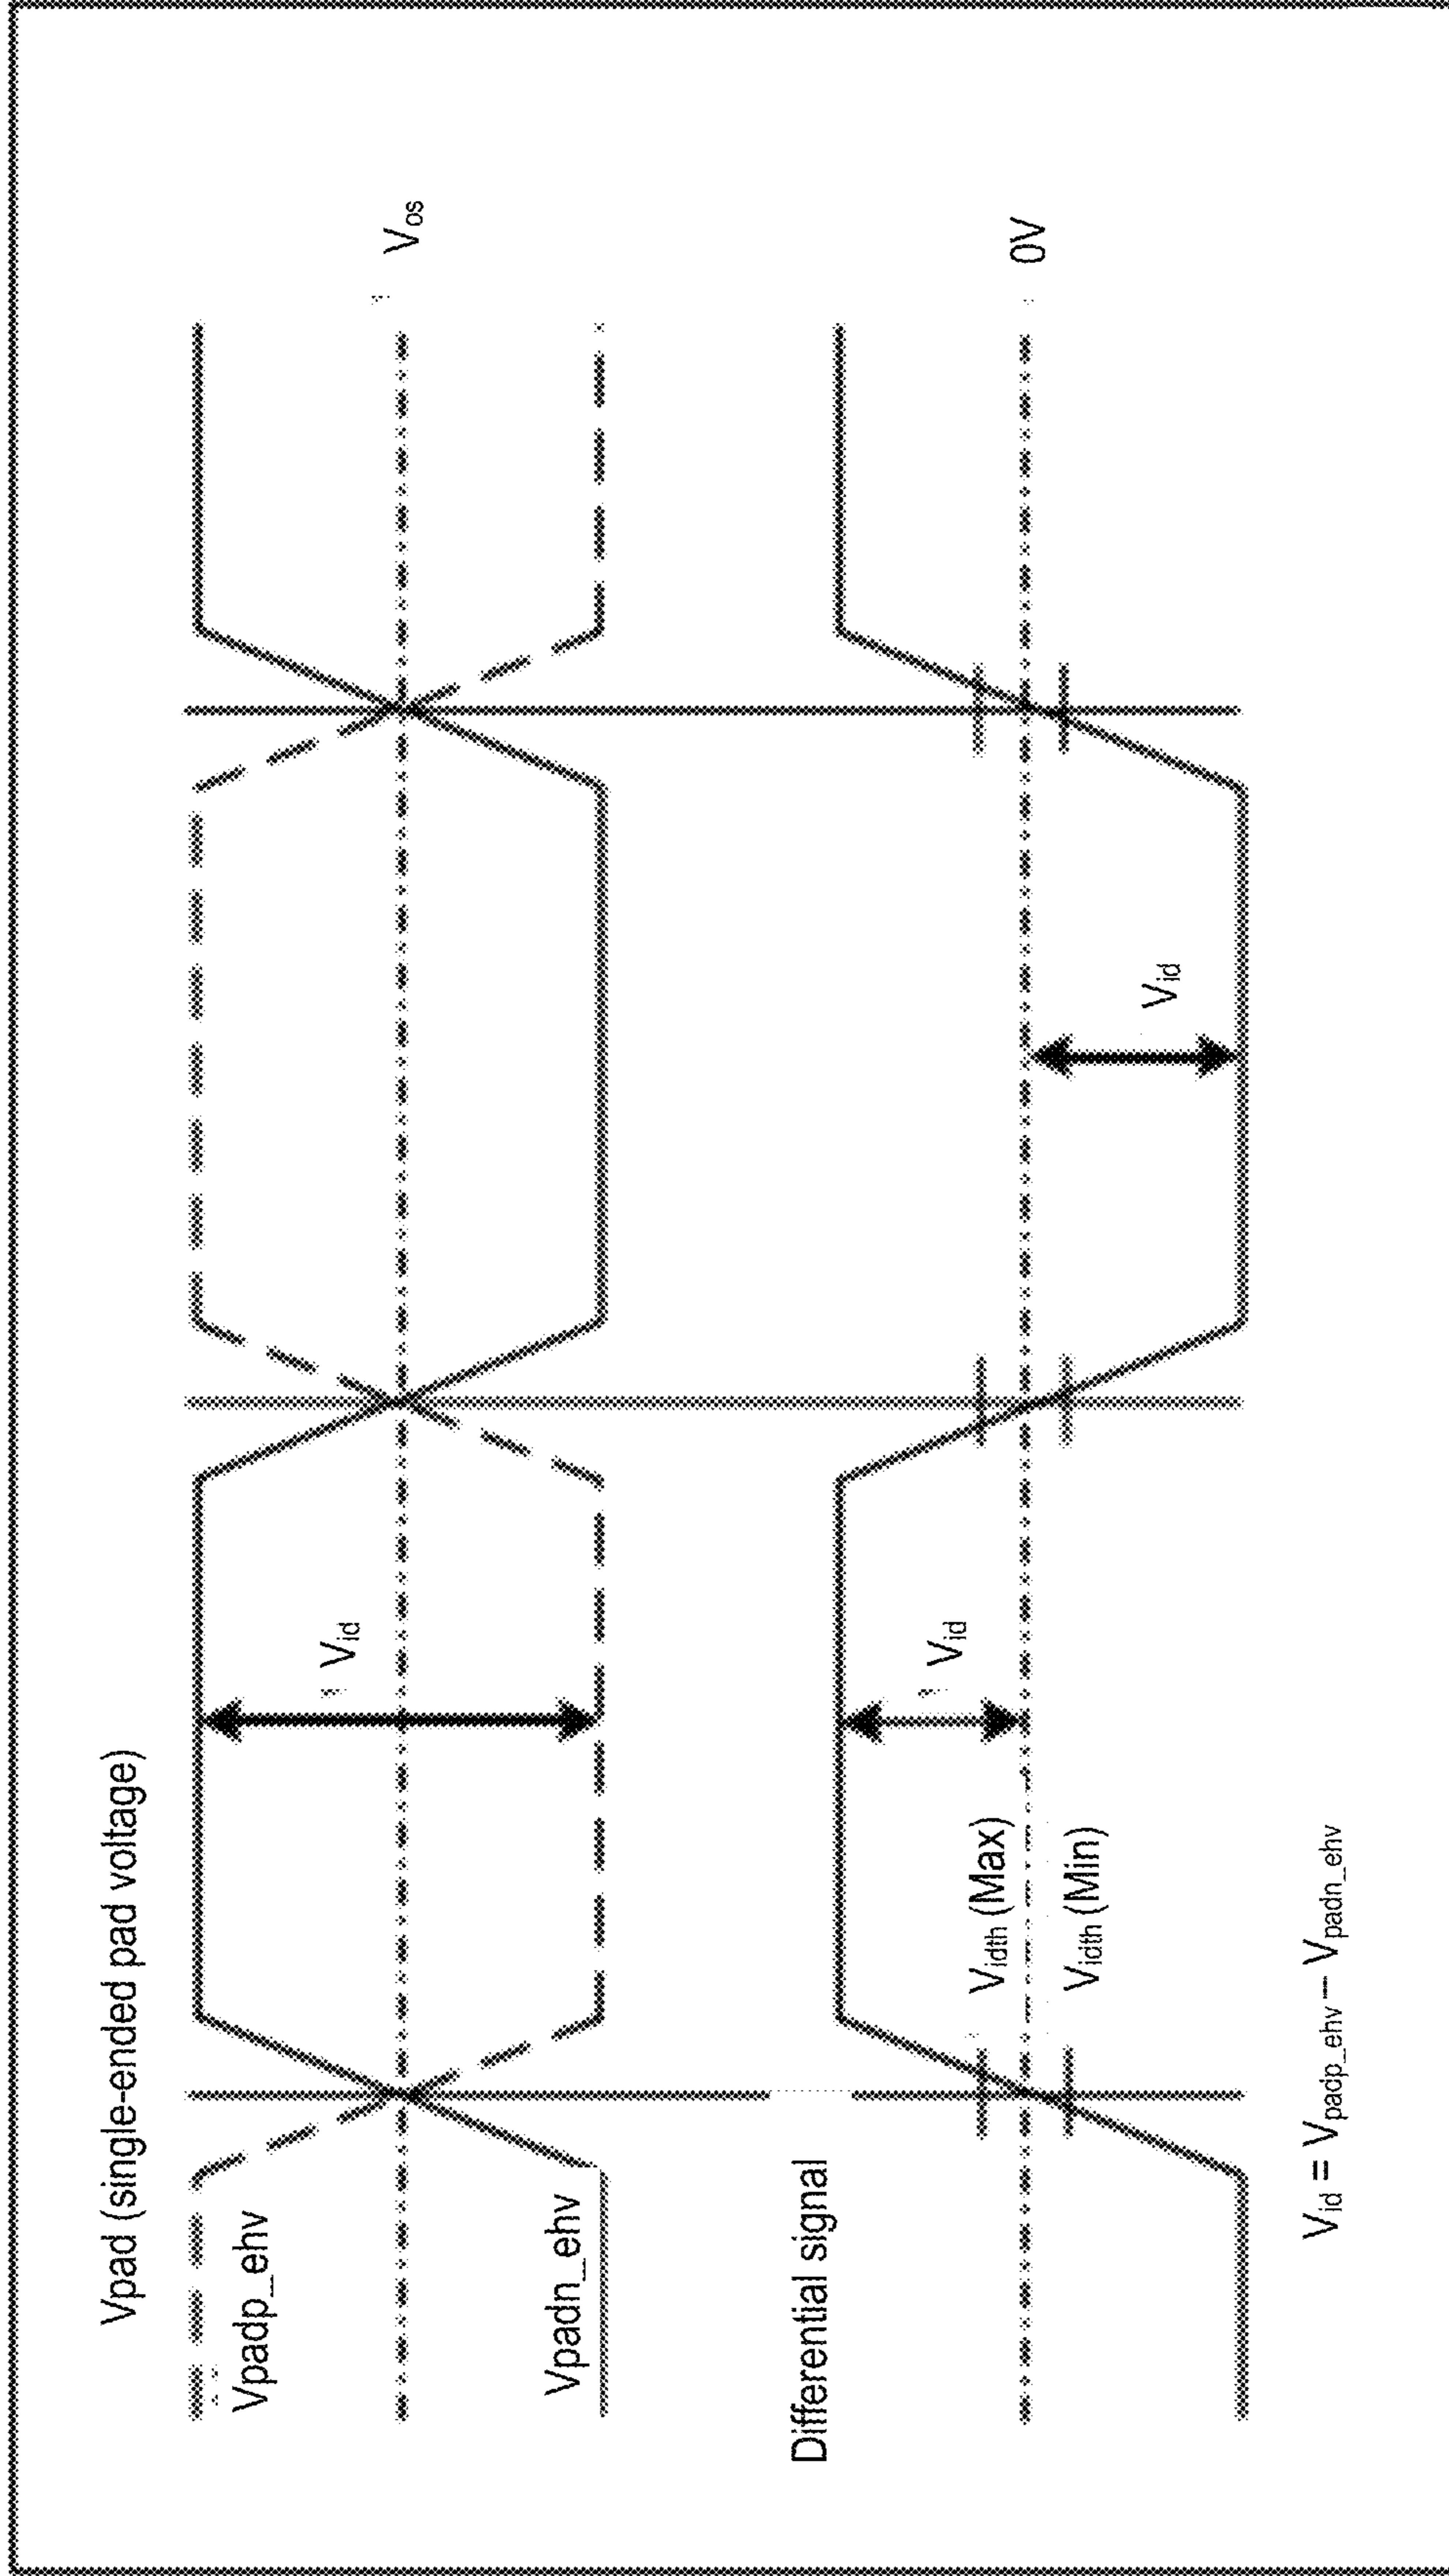 Vpad (single-ended pad voltage)
Vpadp_ehv
Vpadn_ehv
Vid
Vos
Differential signal
Vidth (Max)
Vidth (Min)
Vid
Vid
0V
Vid = Vpadp_ehv – Vpadn_ehv